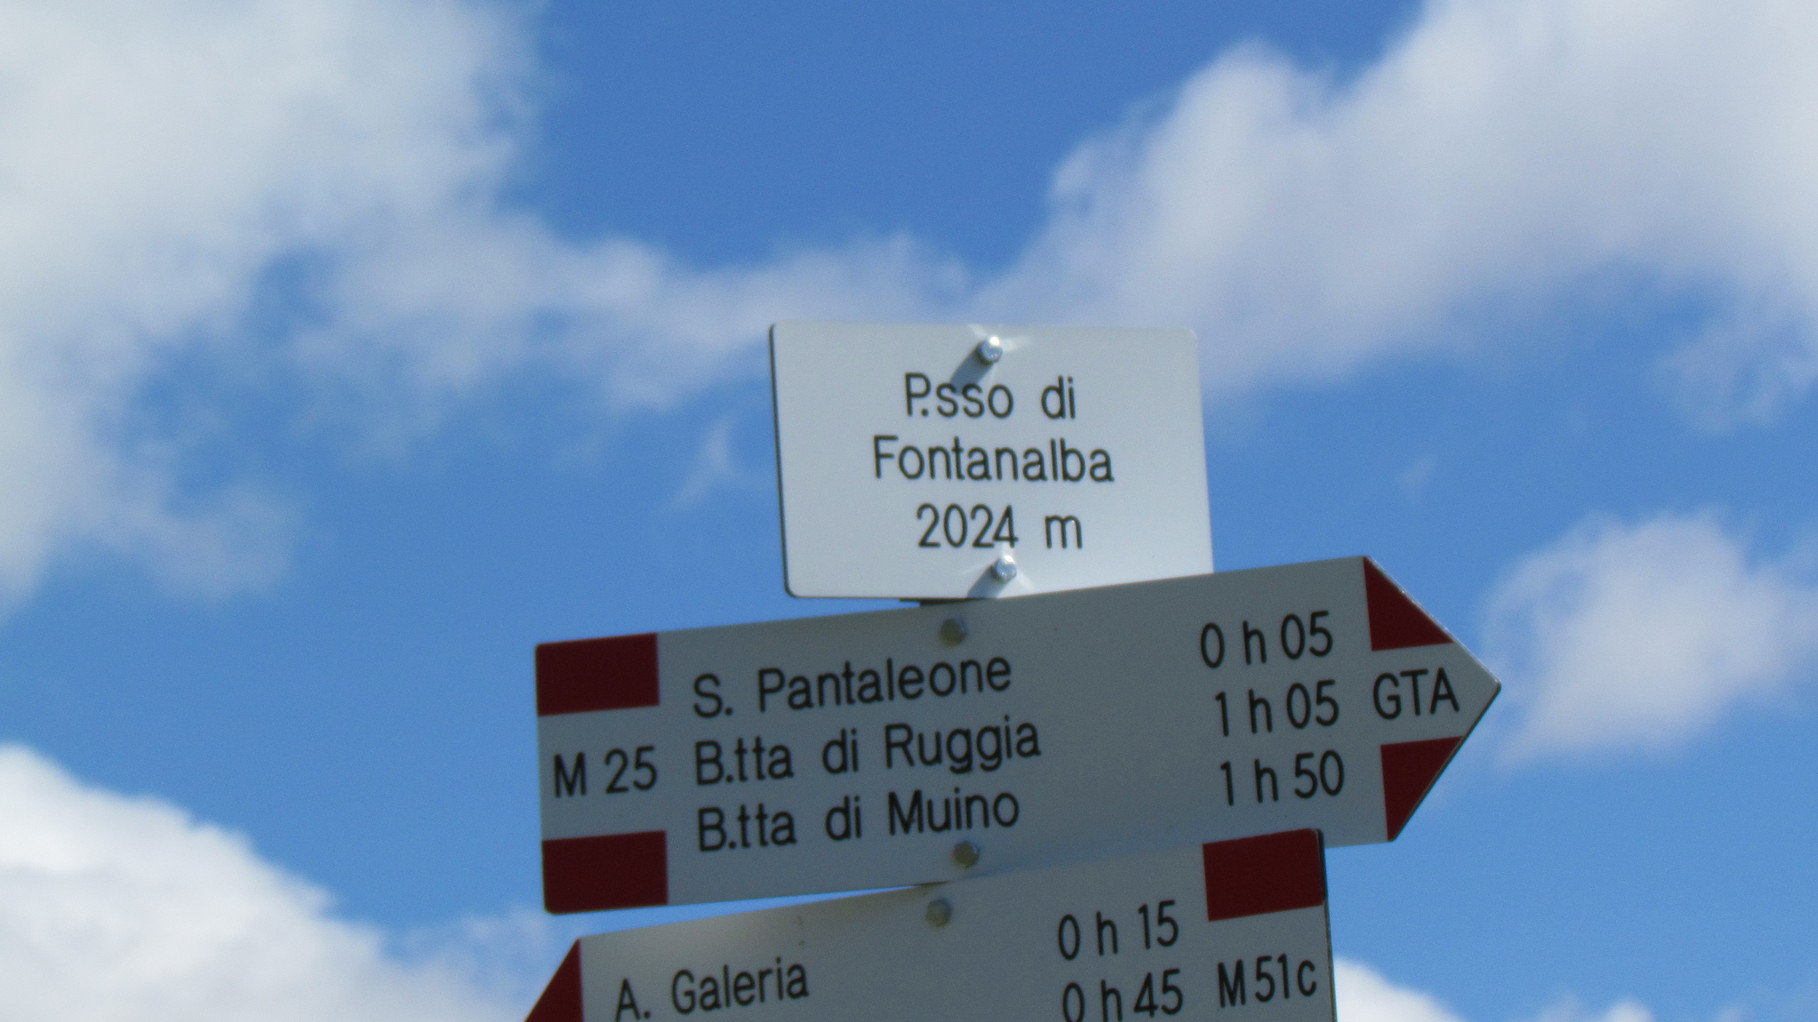 P.sso di
Fontanalba
2024 m
S. Pantaleone 0 h 05
M 25 B.tta di Ruggia 1 h 05 GTA
B.tta di Muino 1 h 50
A. Galeria 0 h 15
0 h 45 M51c